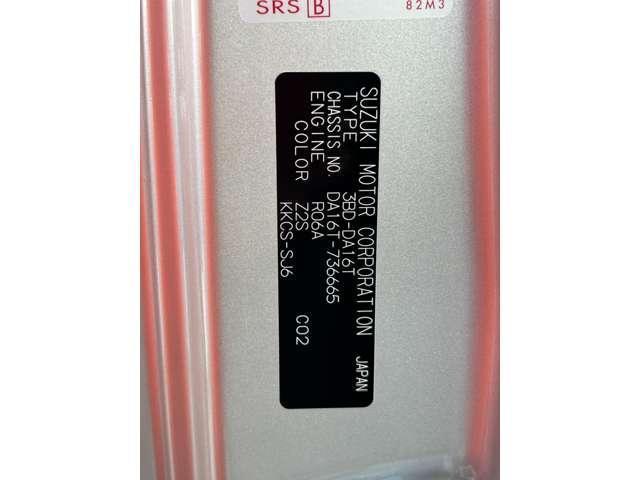 SRS B
82M3
SUZUKI MOTOR CORPORATION JAPAN
TYPE 3BD-DA16T
CHASSIS NO. DA16T-736665
ENGINE R06A
COLOR Z2S C02
KKCS-SJ6